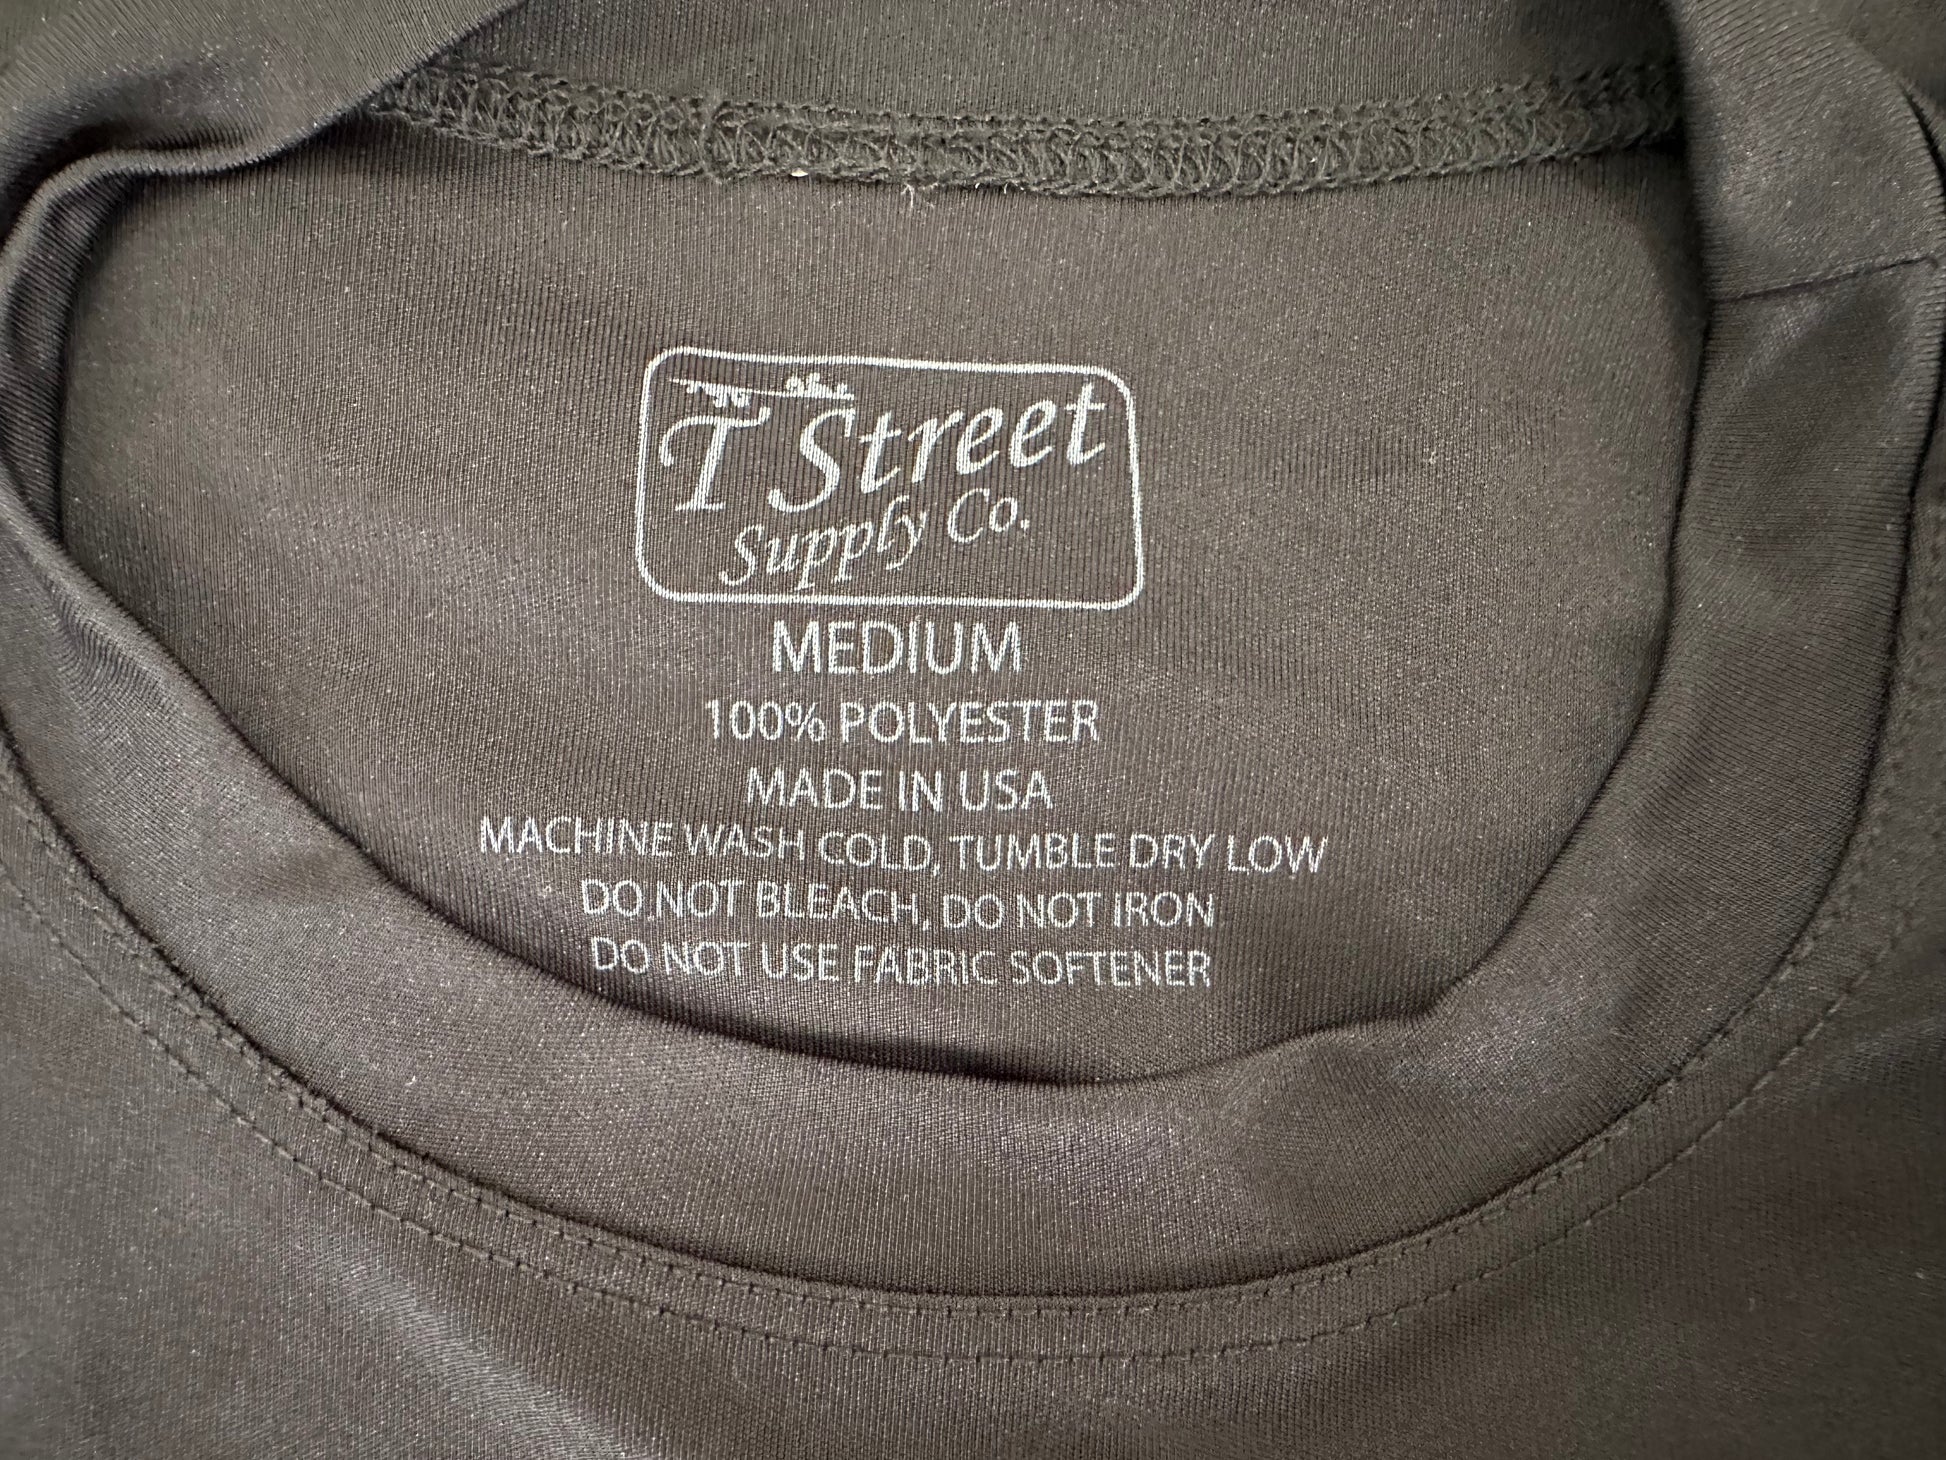 T Street
Supply Co.
MEDIUM
100% POLYESTER
MADE IN USA
MACHINE WASH COLD, TUMBLE DRY LOW
DO NOT BLEACH, DO NOT IRON
DO NOT USE FABRIC SOFTENER